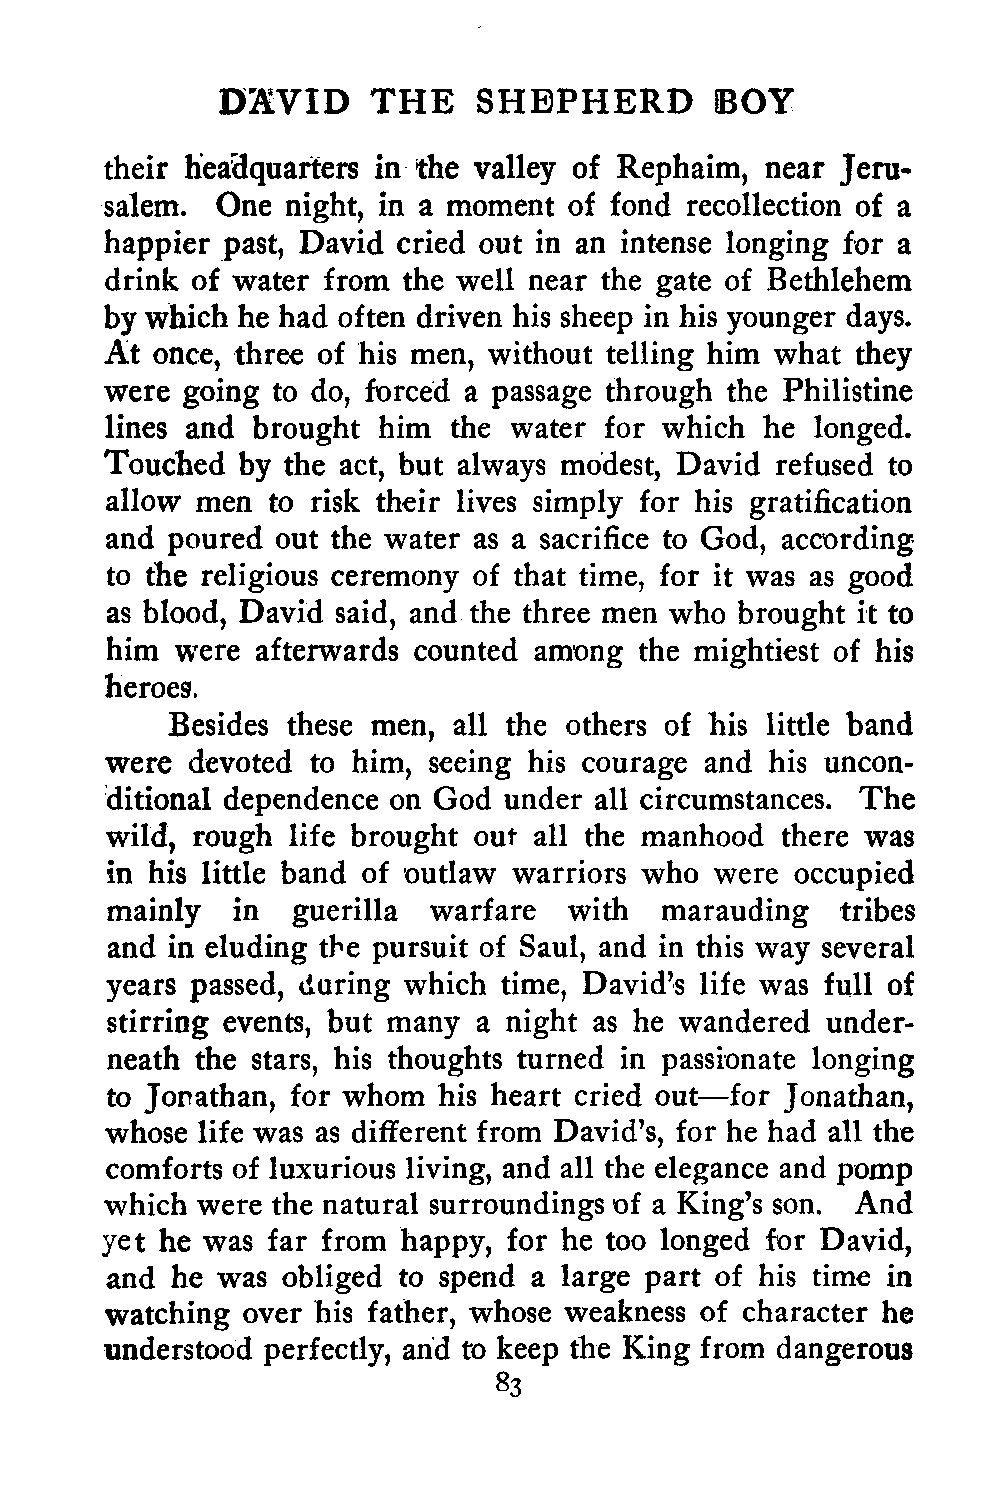 DAVID THE SHEPHERD BOY
their headquarters in the valley of Rephaim, near Jeru-
salem. One night, in a moment of fond recollection of a
happier past, David cried out in an intense longing for a
drink of water from the well near the gate of Bethlehem
by which he had often driven his sheep in his younger days.
At once, three of his men, without telling him what they
were going to do, forced a passage through the Philistine
lines and brought him the water for which he longed.
Touched by the act, but always modest, David refused to
allow men to risk their lives simply for his gratification
and poured out the water as a sacrifice to God, according
to the religious ceremony of that time, for it was as good
as blood, David said, and the three men who brought it to
him were afterwards counted among the mightiest of his
heroes.
Besides these men, all the others of his little band
were devoted to him, seeing his courage and his uncon-
ditional dependence on God under all circumstances. The
wild, rough life brought out all the manhood there was
in his little band of outlaw warriors who were occupied
mainly in guerilla warfare with marauding tribes
and in eluding the pursuit of Saul, and in this way several
years passed, during which time, David's life was full of
stirring events, but many a night as he wandered under-
neath the stars, his thoughts turned in passionate longing
to Jonathan, for whom his heart cried out—for Jonathan,
whose life was as different from David's, for he had all the
comforts of luxurious living, and all the elegance and pomp
which were the natural surroundings of a King's son. And
yet he was far from happy, for he too longed for David,
and he was obliged to spend a large part of his time in
watching over his father, whose weakness of character he
understood perfectly, and to keep the King from dangerous
83